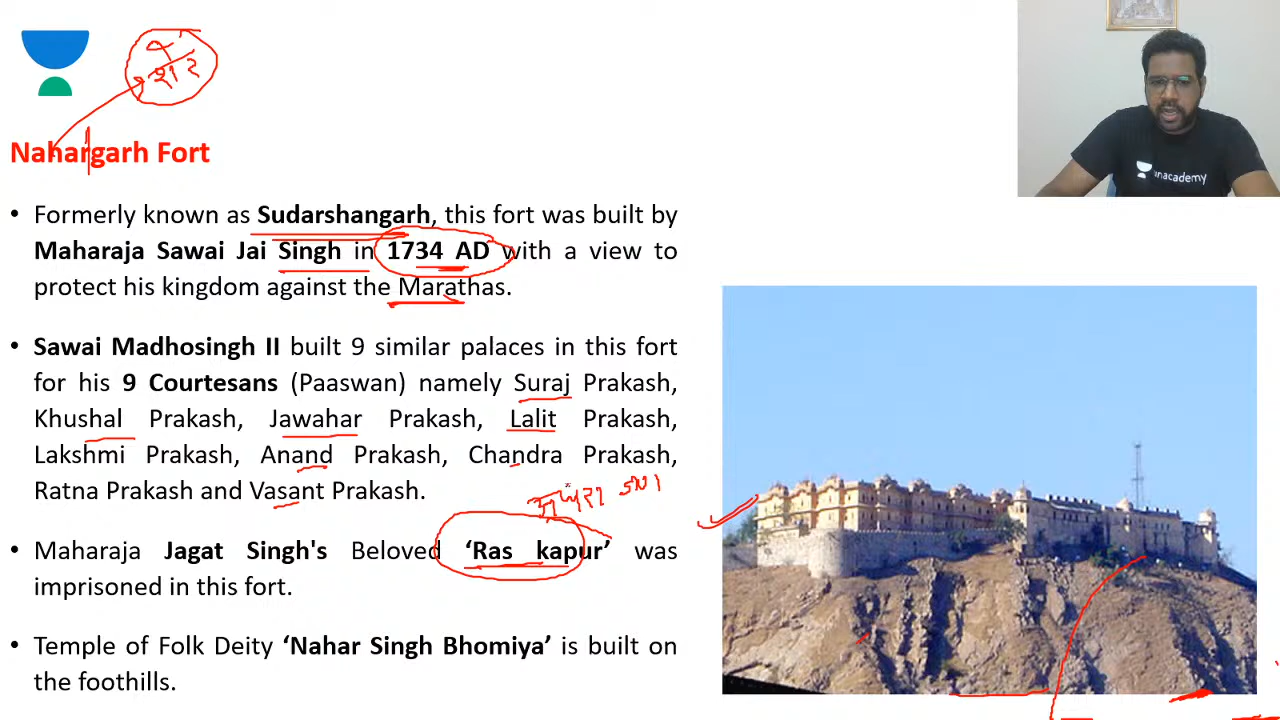 शेर
Nahargarh Fort
unacademy
• Formerly known as Sudarshangarh, this fort was built by
Maharaja Sawai Jai Singh in 1734 AD with a view to
protect his kingdom against the Marathas.
• Sawai Madhosingh II built 9 similar palaces in this fort
for his 9 Courtesans (Paaswan) namely Suraj Prakash,
Khushal Prakash, Jawahar Prakash, Lalit Prakash,
Lakshmi Prakash, Anand Prakash, Chandra Prakash,
Ratna Prakash and Vasant Prakash.
• Maharaja Jagat Singh's Beloved ‘Ras kapur’ was
imprisoned in this fort.
• Temple of Folk Deity ‘Nahar Singh Bhomiya’ is built on
the foothills.